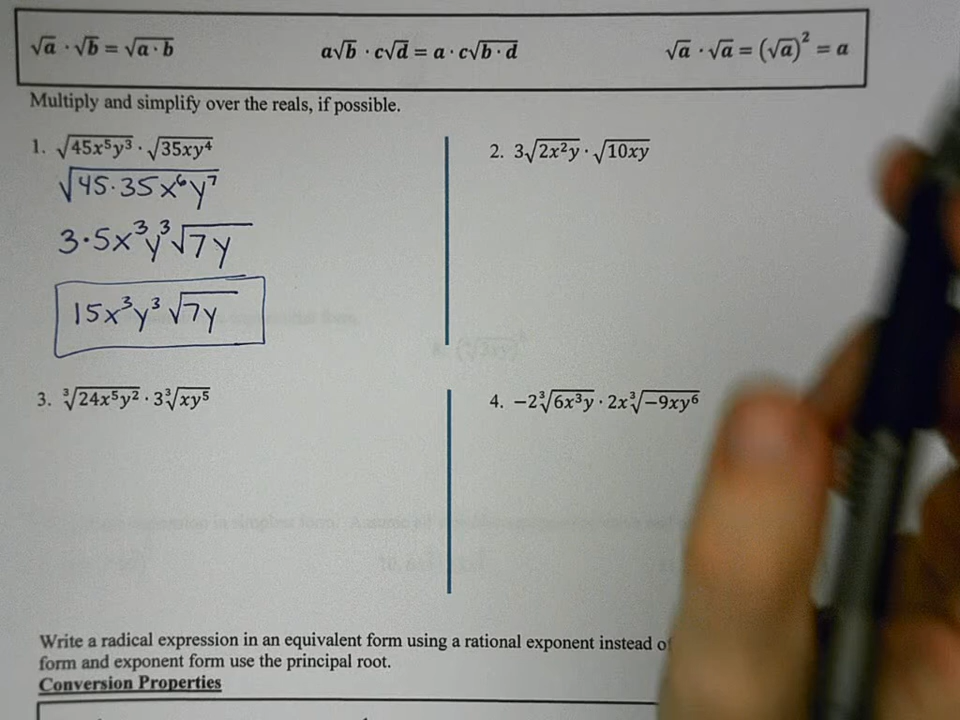 √a · √b = √a · b    a√b · c√d = a · c√b · d    √a · √a = (√a)² = a
Multiply and simplify over the reals, if possible.
1. √45x⁵y³ · √35xy⁴
√45·35x⁶y⁷
3·5x³y³√7y
15x³y³√7y
2. 3√2x²y · √10xy
3. ∛24x⁵y² · 3∛xy⁵
4. −2∛6x³y · 2x∛−9xy⁶
Write a radical expression in an equivalent form using a rational exponent instead
form and exponent form use the principal root.
Conversion Properties